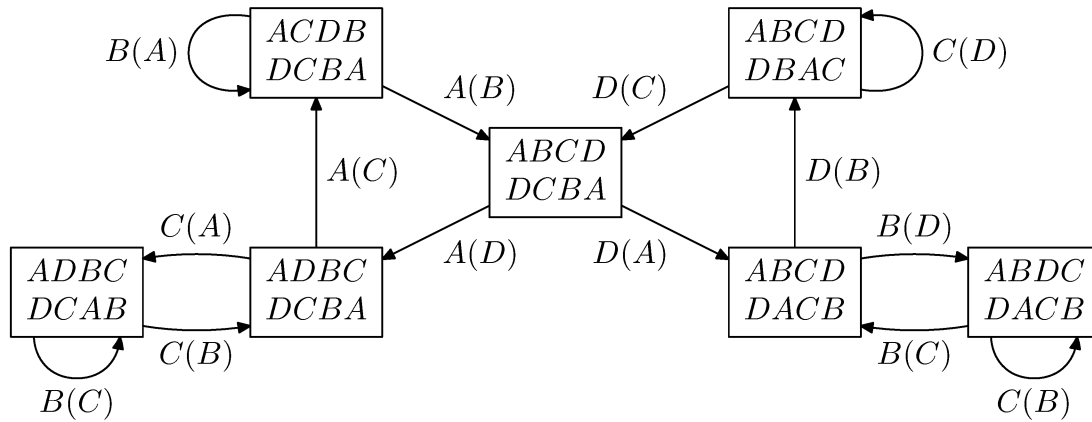 ACDB
DCBA
ABCD
DBAC
B(A)
C(D)
A(B)
D(C)
ABCD
DCBA
A(C)
D(B)
C(A)
A(D)
D(A)
B(D)
ADBC
DCAB
ADBC
DCBA
ABCD
DACB
ABDC
DACB
C(B)
B(C)
B(C)
C(B)